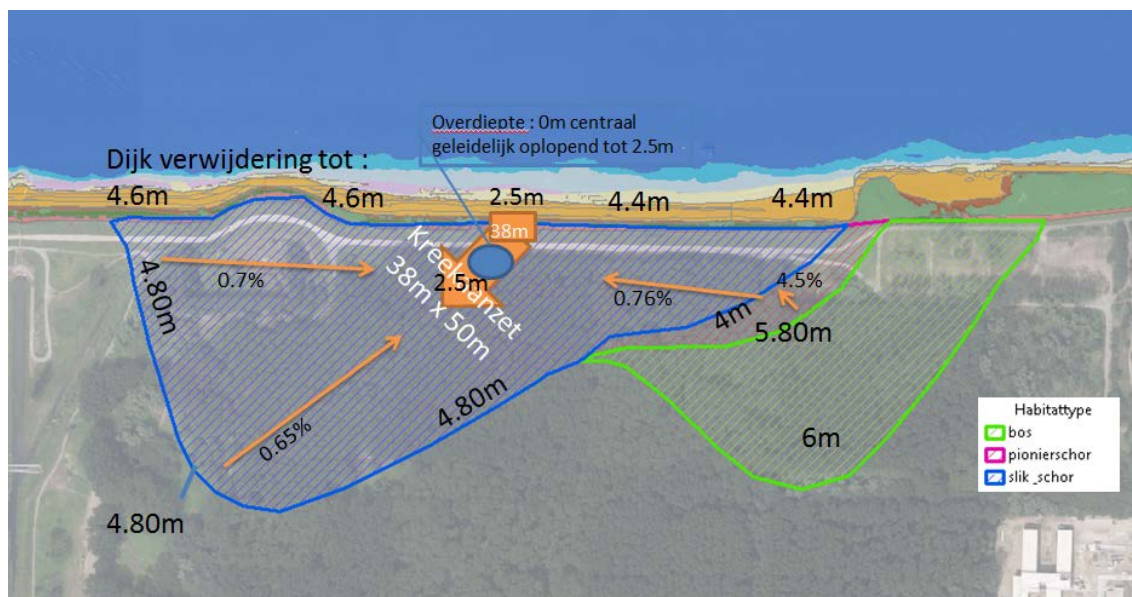 Overdiepte : 0m centraal
geleidelijk oplopend tot 2.5m
Dijk verwijdering tot :
4.6m
4.6m
2.5m
4.4m
4.4m
38m
Kreekaanzet
38m x 50m
2.5m
0.7%
4.80m
0.76%
4.5%
4m
5.80m
0.65%
4.80m
6m
4.80m
Habitattype
bos
pionierschor
slik _schor